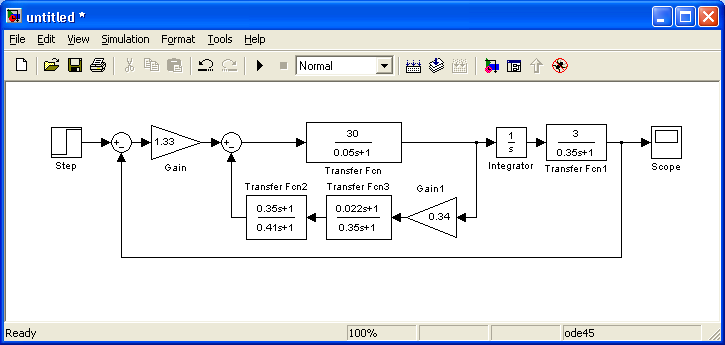 untitled *
File Edit View Simulation Format Tools Help
Normal
Step
1.33
Gain
30
0.05s+1
Transfer Fcn
1
s
Integrator
3
0.35s+1
Transfer Fcn1
Scope
Transfer Fcn2
0.35s+1
0.41s+1
Transfer Fcn3
0.022s+1
0.35s+1
Gain1
0.34
Ready 100% ode45